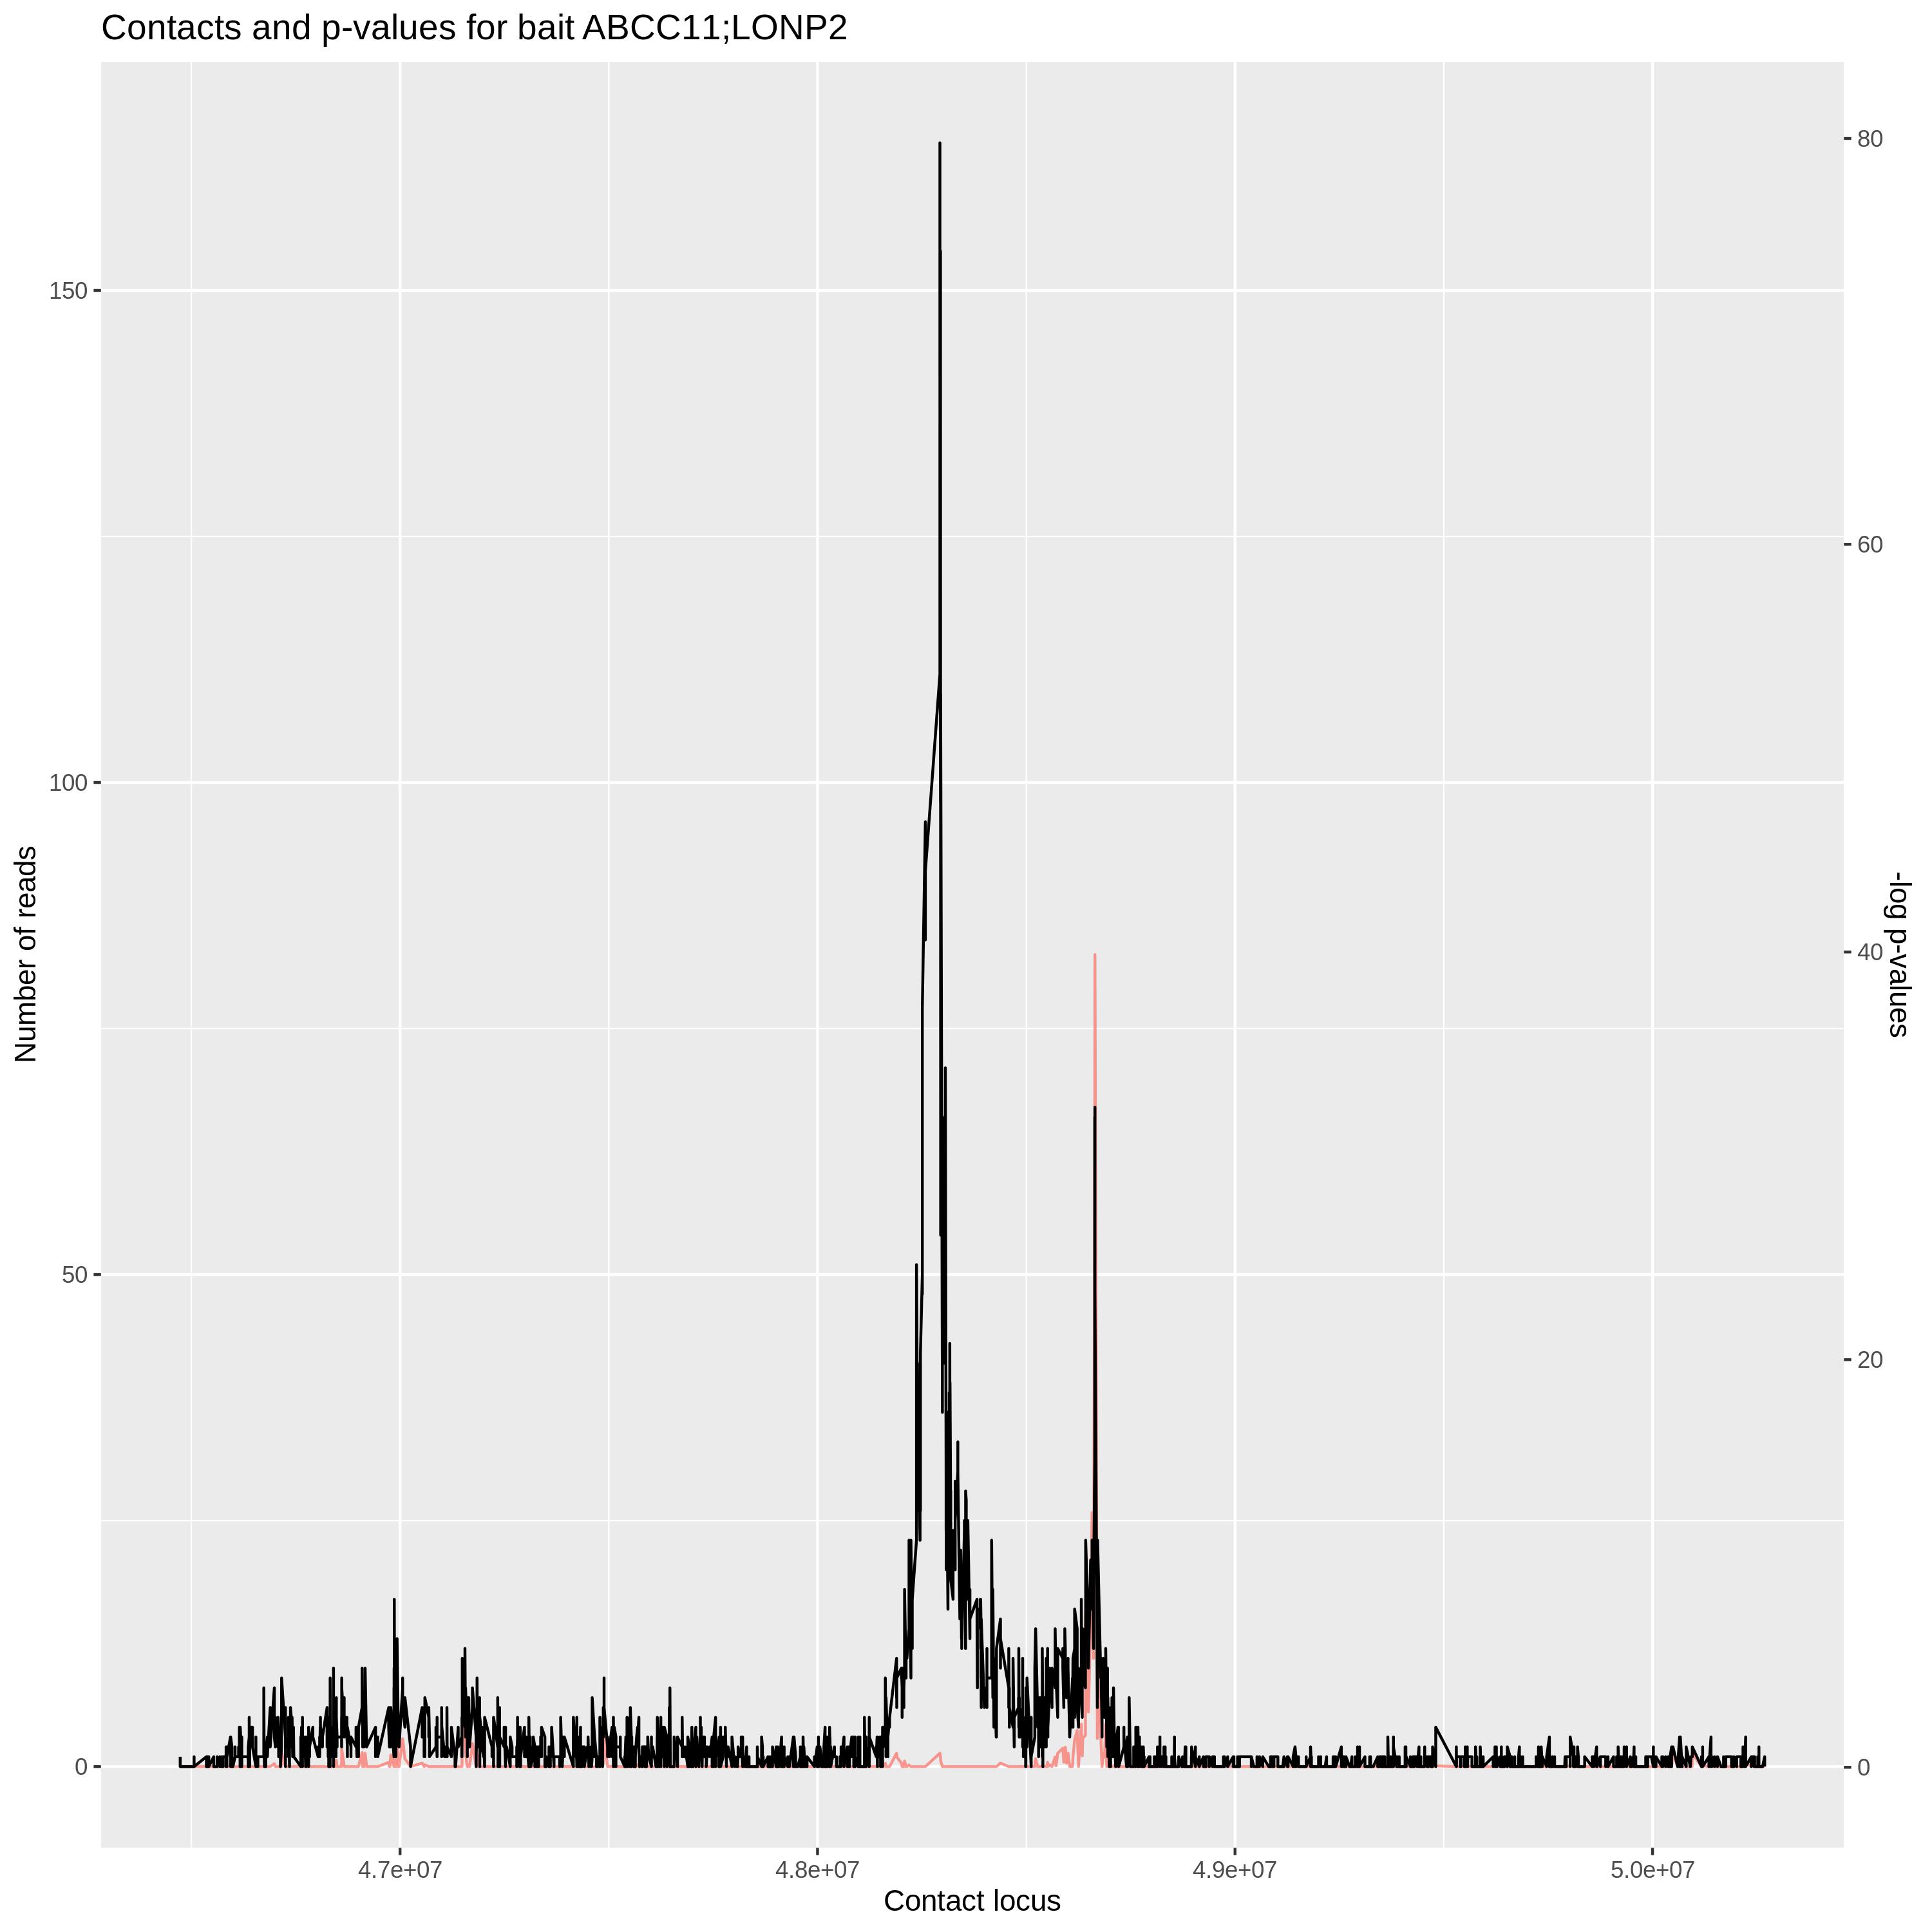 Contacts and p-values for bait ABCC11;LONP2
150
100
50
0
Number of reads
80
60
40
20
0
-log p-values
4.7e+07
4.8e+07
4.9e+07
5.0e+07
Contact locus